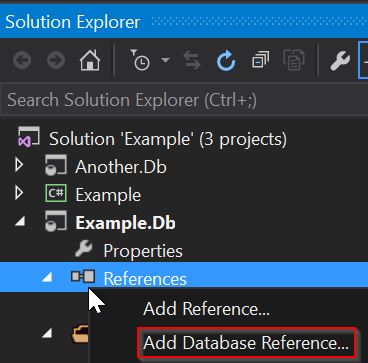 Solution Explorer
Search Solution Explorer (Ctrl+;)
Solution 'Example' (3 projects)
Another.Db
C# Example
Example.Db
Properties
References
Add Reference...
Add Database Reference...